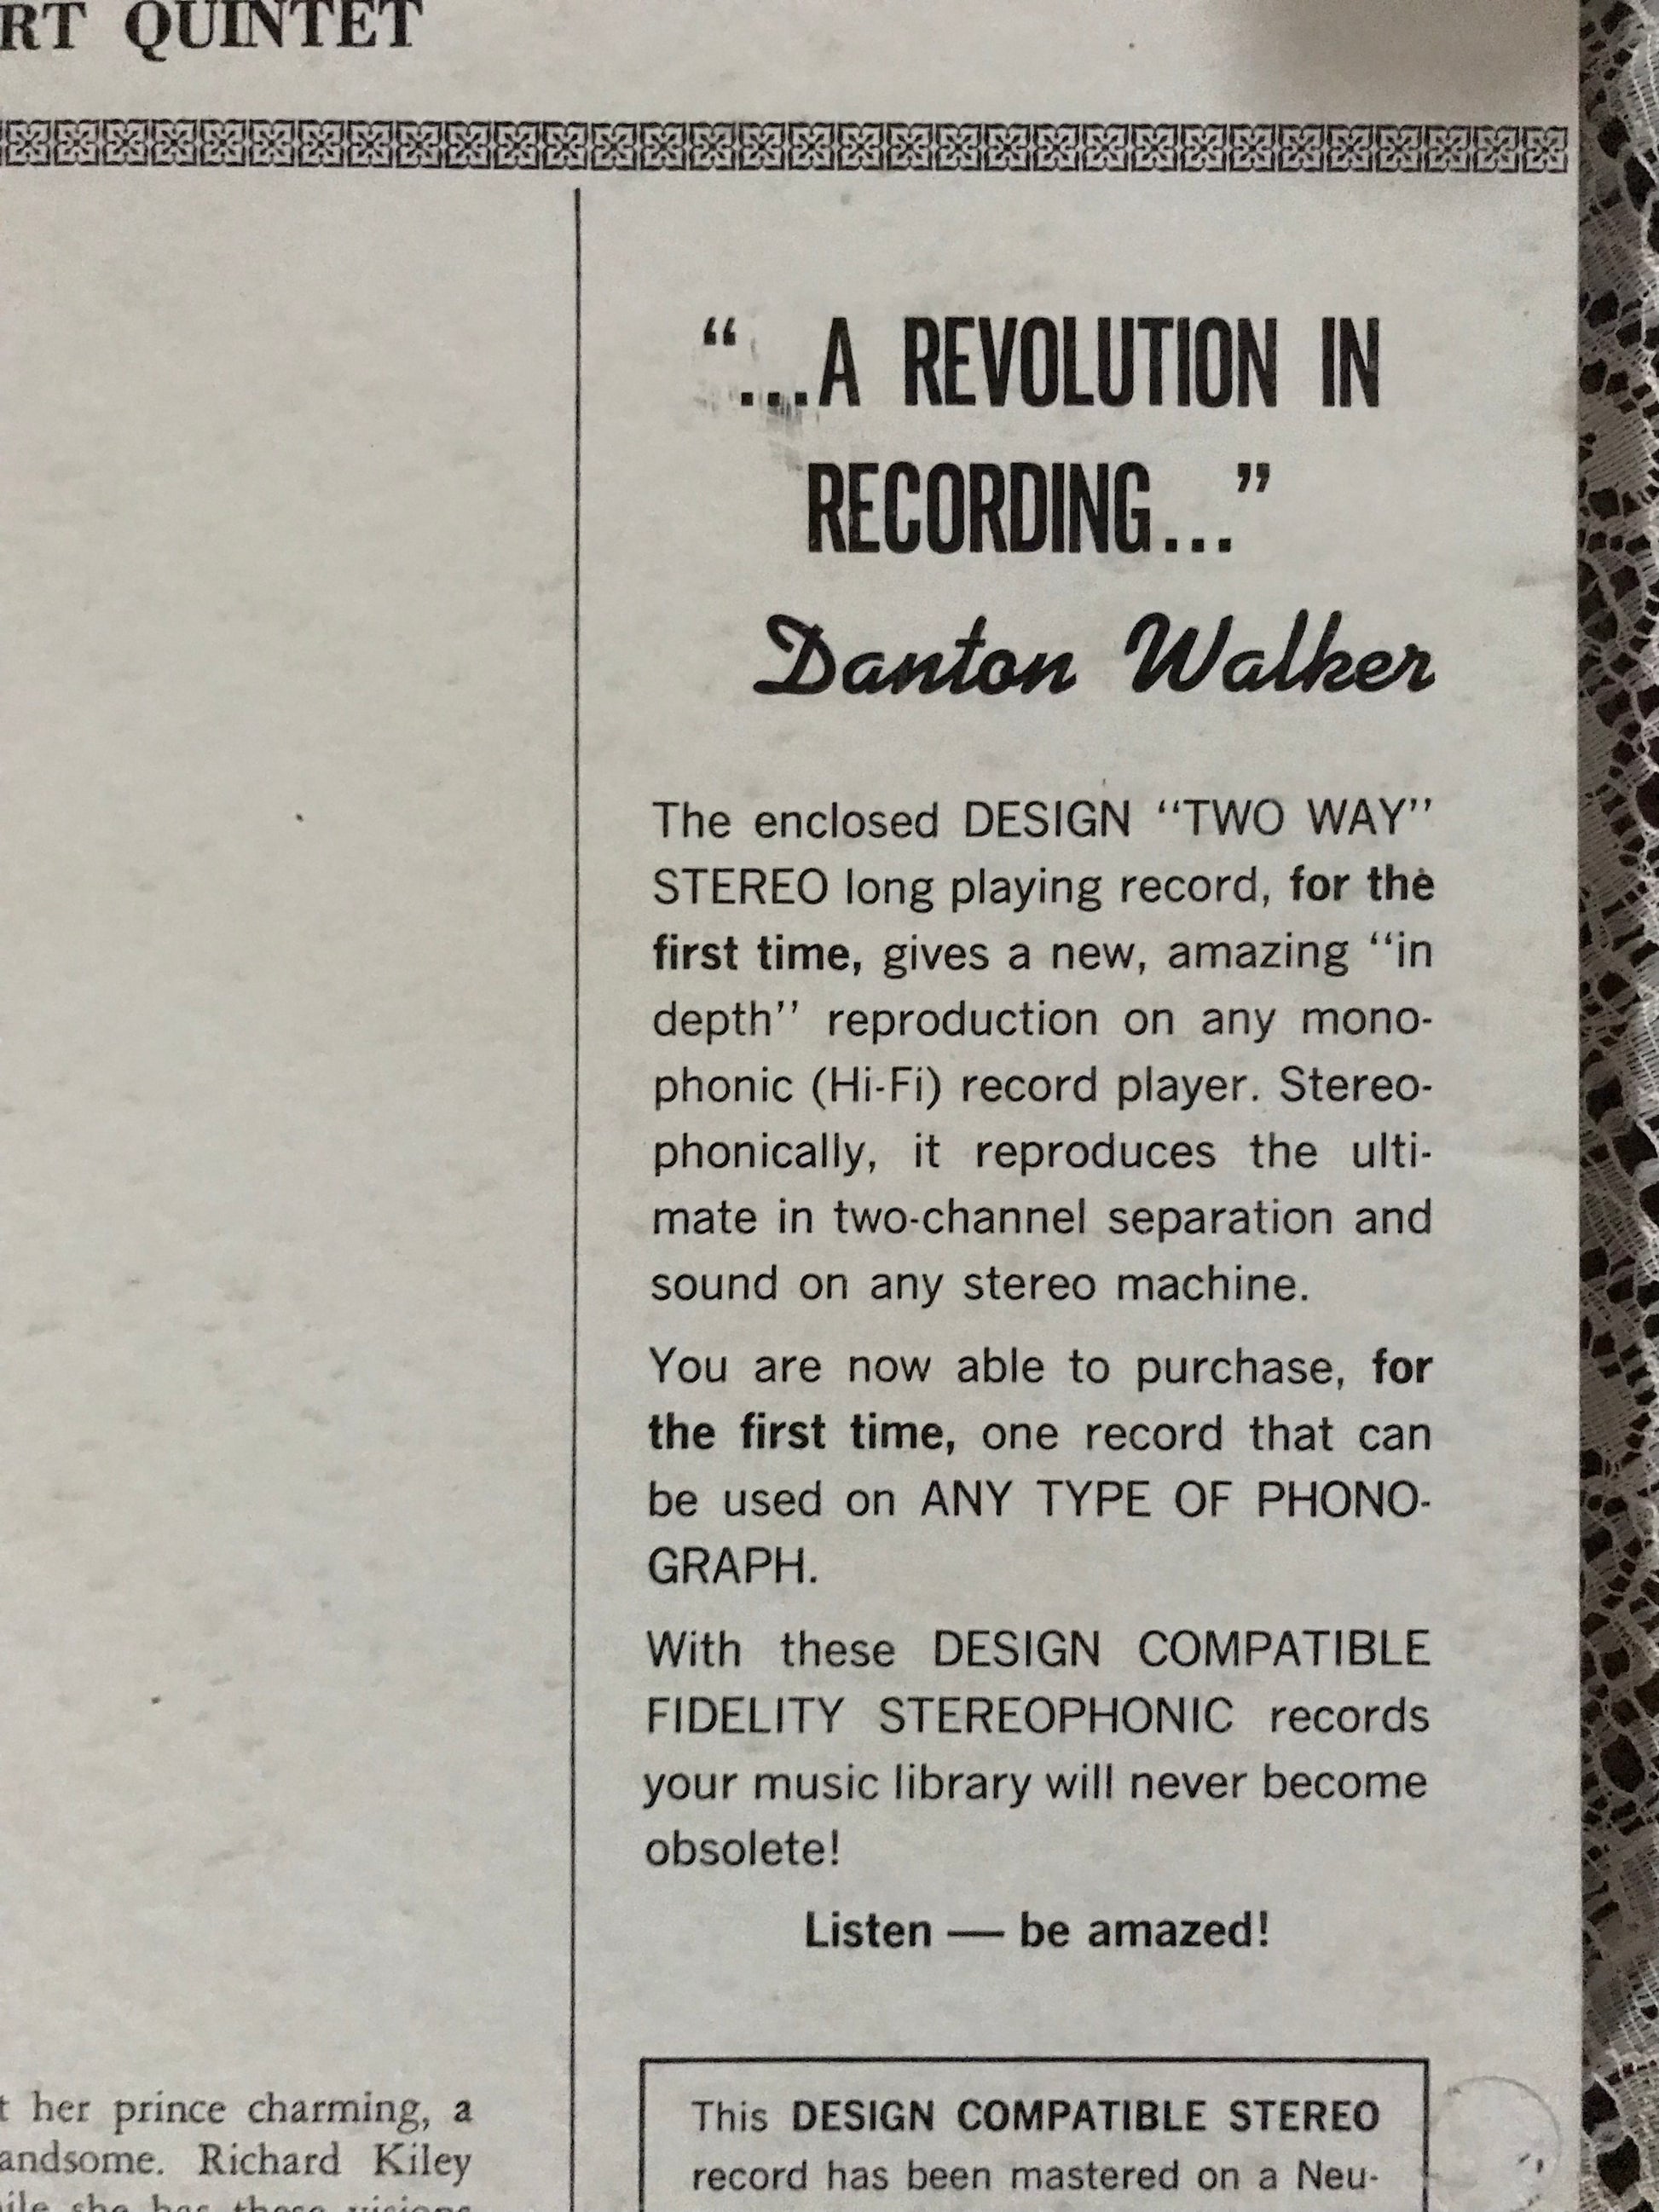 RT QUINTET
“...A REVOLUTION IN
RECORDING...”
Danton Walker
The enclosed DESIGN “TWO WAY”
STEREO long playing record, for the
first time, gives a new, amazing “in
depth” reproduction on any mono-
phonic (Hi-Fi) record player. Stereo-
phonically, it reproduces the ulti-
mate in two-channel separation and
sound on any stereo machine.
You are now able to purchase, for
the first time, one record that can
be used on ANY TYPE OF PHONO-
GRAPH.
With these DESIGN COMPATIBLE
FIDELITY STEREOPHONIC records
your music library will never become
obsolete!
Listen — be amazed!
This DESIGN COMPATIBLE STEREO
record has been mastered on a Neu-
t her prince charming, a
andsome. Richard Kiley
ile she has these visions